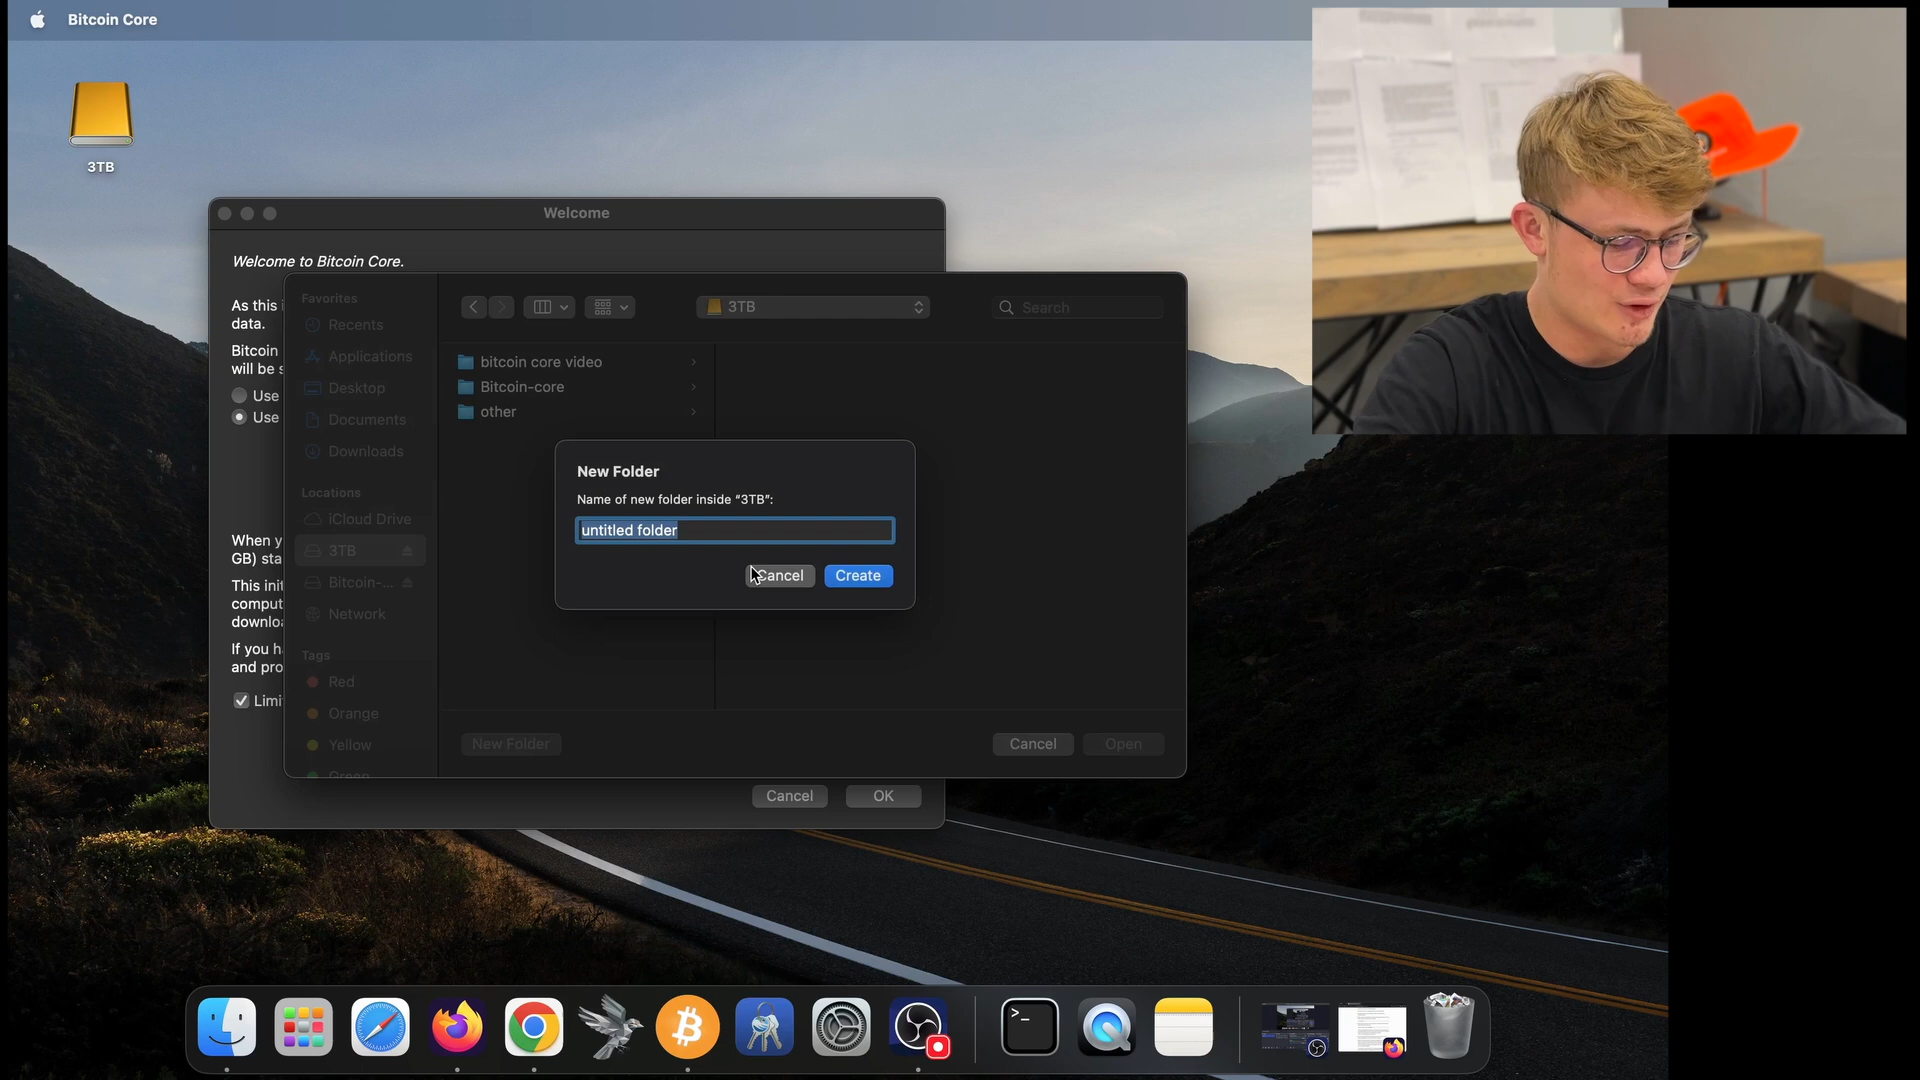 Bitcoin Core
3TB
Welcome
Welcome to Bitcoin Core.
As this
data.
Bitcoin
will be
Use
Use
When y
GB) sta
This init
comput
downlo
If you h
and pro
Limi
Cancel
OK
Favorites
Recents
Applications
Desktop
Documents
Downloads
Locations
iCloud Drive
3TB
Bitcoin-...
Network
Tags
Red
Orange
Yellow
Green
3TB
Search
bitcoin core video
Bitcoin-core
other
New Folder
Cancel
Open
New Folder
Name of new folder inside “3TB”:
untitled folder
Cancel
Create
>_